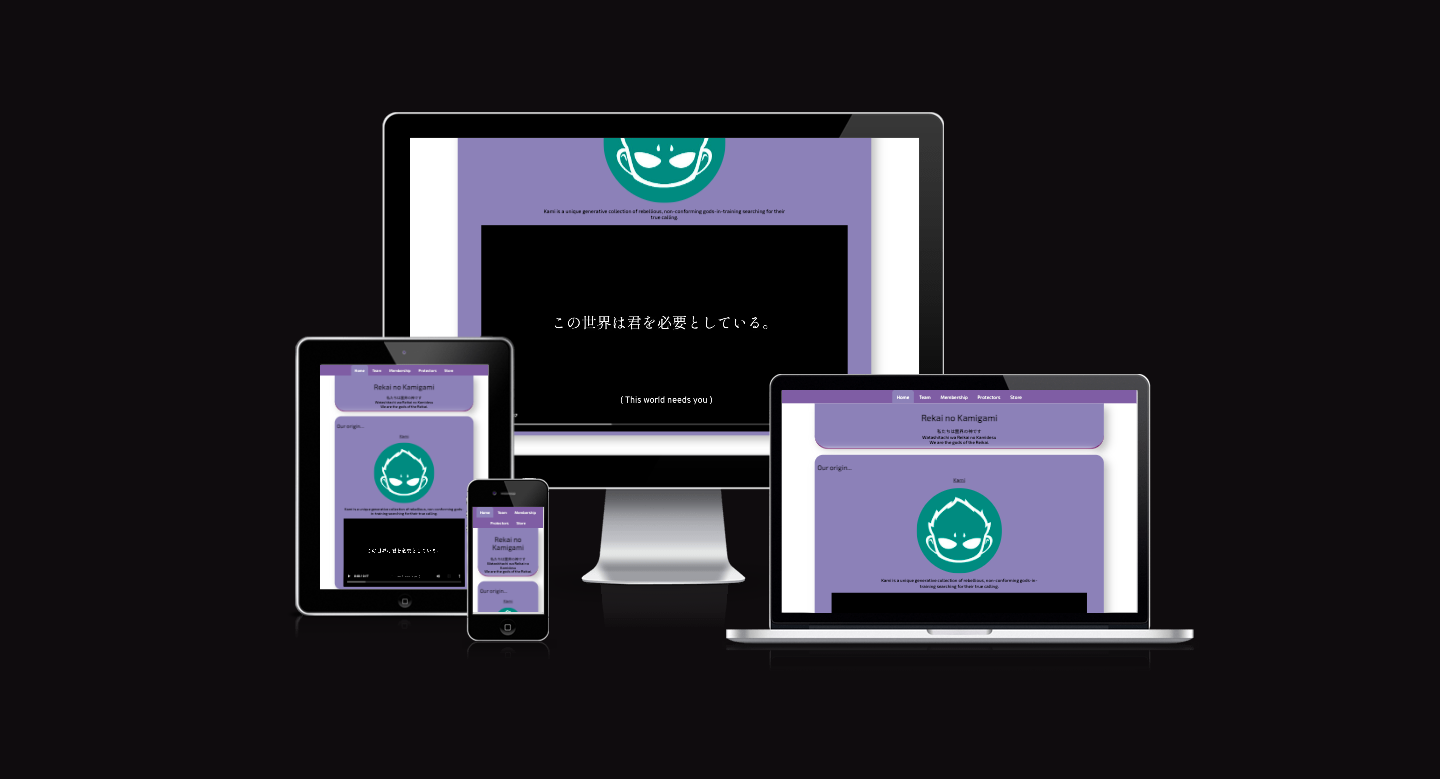 Kami is a unique generative collection of rebellious, non-conforming gods-in-training searching for their
true calling.
この世界は君を必要としている。
( This world needs you )
Home Team Membership Protectors Store
Rekai no Kamigami
私たちは霊界の神です
Watashitachi wa Rekai no Kamidesu
We are the gods of the Rekai.
Our origin...
Kami
Kami is a unique generative collection of rebellious, non-conforming gods-
in-training searching for their true calling.
この世界は君を必要としている。
Home Team Membership
Protectors Store
Rekai no
Kamigami
私たちは霊界の神です
Watashitachi wa Rekai no
Kamidesu
We are the gods of the Rekai.
Our origin...
Kami
Home Team Membership Protectors Store
Rekai no Kamigami
私たちは霊界の神です
Watashitachi wa Rekai no Kamidesu
We are the gods of the Rekai.
Our origin...
Kami
Kami is a unique generative collection of rebellious, non-conforming gods-in-
training searching for their true calling.